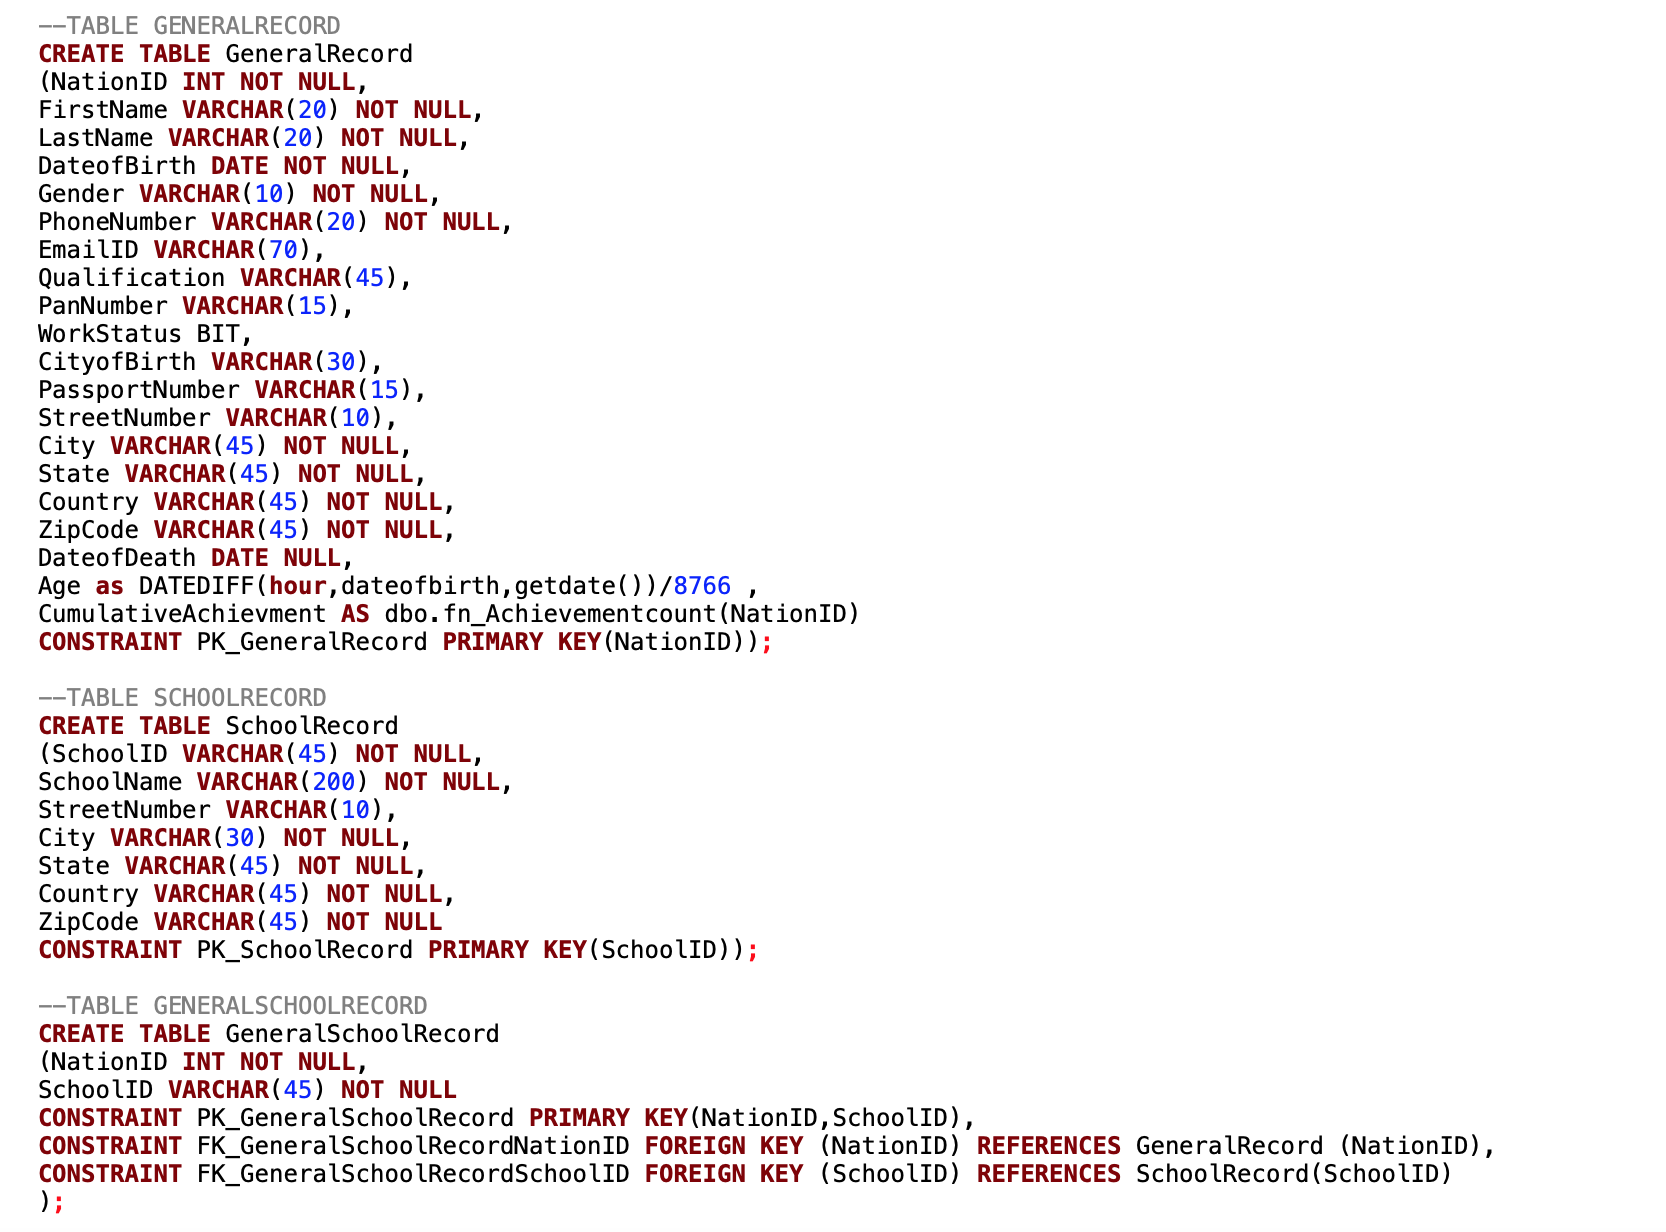 --TABLE GENERALRECORD
CREATE TABLE GeneralRecord
(NationID INT NOT NULL,
FirstName VARCHAR(20) NOT NULL,
LastName VARCHAR(20) NOT NULL,
DateofBirth DATE NOT NULL,
Gender VARCHAR(10) NOT NULL,
PhoneNumber VARCHAR(20) NOT NULL,
EmailID VARCHAR(70),
Qualification VARCHAR(45),
PanNumber VARCHAR(15),
WorkStatus BIT,
CityofBirth VARCHAR(30),
PassportNumber VARCHAR(15),
StreetNumber VARCHAR(10),
City VARCHAR(45) NOT NULL,
State VARCHAR(45) NOT NULL,
Country VARCHAR(45) NOT NULL,
ZipCode VARCHAR(45) NOT NULL,
DateofDeath DATE NULL,
Age as DATEDIFF(hour,dateofbirth,getdate())/8766 ,
CumulativeAchievment AS dbo.fn_Achievementcount(NationID)
CONSTRAINT PK_GeneralRecord PRIMARY KEY(NationID));
--TABLE SCHOOLRECORD
CREATE TABLE SchoolRecord
(SchoolID VARCHAR(45) NOT NULL,
SchoolName VARCHAR(200) NOT NULL,
StreetNumber VARCHAR(10),
City VARCHAR(30) NOT NULL,
State VARCHAR(45) NOT NULL,
Country VARCHAR(45) NOT NULL,
ZipCode VARCHAR(45) NOT NULL
CONSTRAINT PK_SchoolRecord PRIMARY KEY(SchoolID));
--TABLE GENERALSCHOOLRECORD
CREATE TABLE GeneralSchoolRecord
(NationID INT NOT NULL,
SchoolID VARCHAR(45) NOT NULL
CONSTRAINT PK_GeneralSchoolRecord PRIMARY KEY(NationID,SchoolID),
CONSTRAINT FK_GeneralSchoolRecordNationID FOREIGN KEY (NationID) REFERENCES GeneralRecord (NationID),
CONSTRAINT FK_GeneralSchoolRecordSchoolID FOREIGN KEY (SchoolID) REFERENCES SchoolRecord(SchoolID)
);